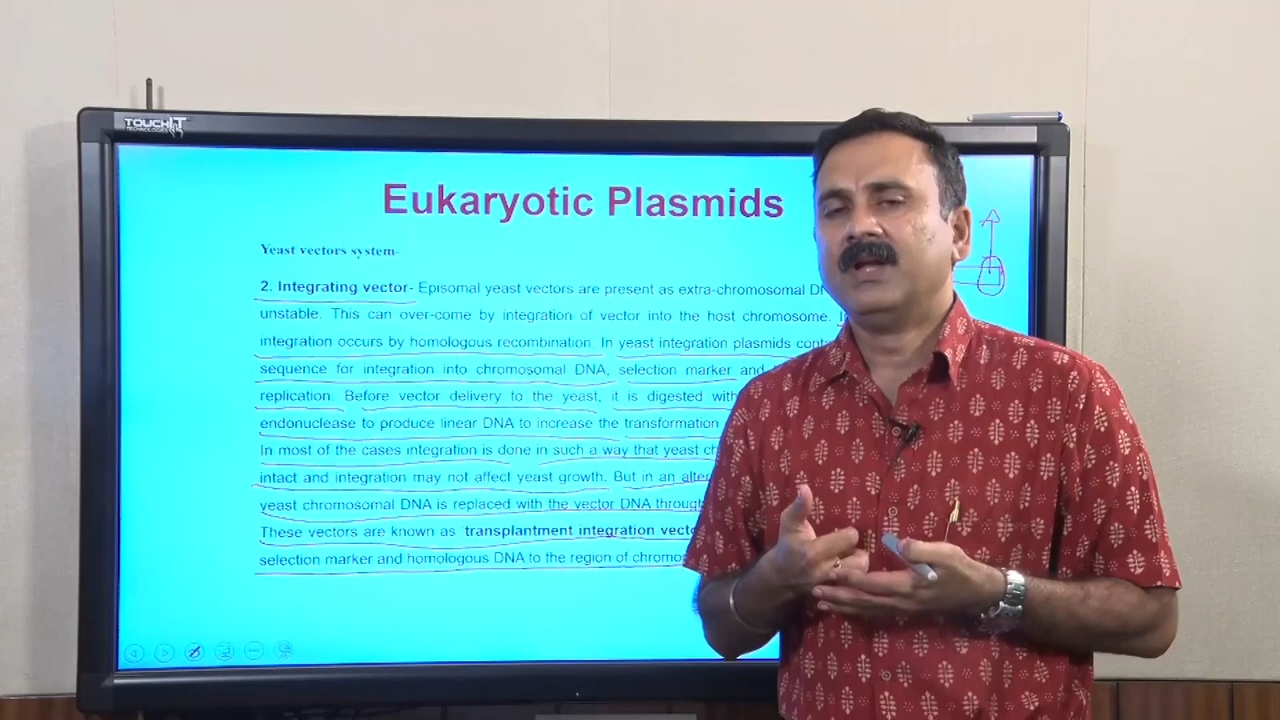 TOUCHIT
TECHNOLOGIES
Eukaryotic Plasmids
Yeast vectors system-
2. Integrating vector- Episomal yeast vectors are present as extra-chromosomal
unstable. This can over-come by integration of vector into the host chromosome.
integration occurs by homologous recombination. In yeast integration plasmids
sequence for integration into chromosomal DNA, selection marker and
replication. Before vector delivery to the yeast, it is digested with
endonuclease to produce linear DNA to increase the transformation
In most of the cases integration is done in such a way that yeast
intact and integration may not affect yeast growth. But in an
yeast chromosomal DNA is replaced with the vector DNA through
These vectors are known as transplantment integration
selection marker and homologous DNA to the region of